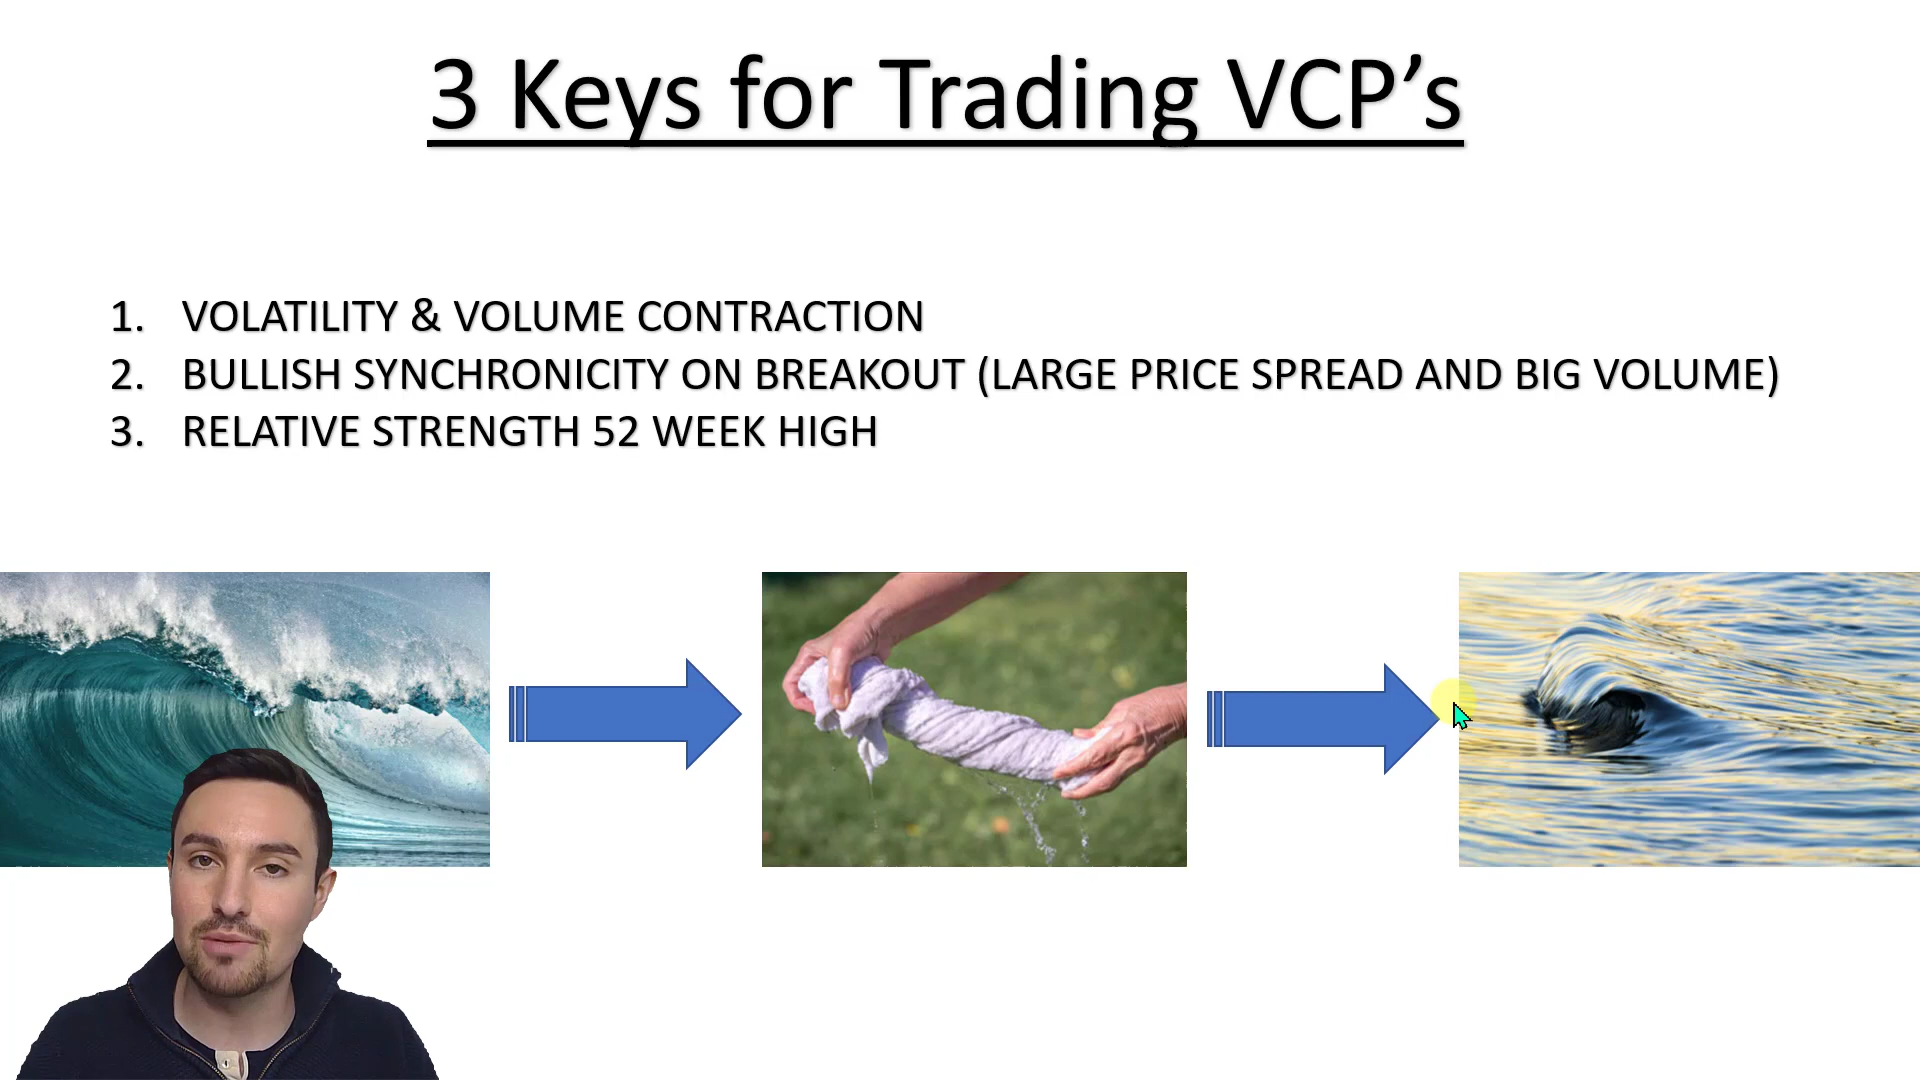 3 Keys for Trading VCP’s
1. VOLATILITY & VOLUME CONTRACTION
2. BULLISH SYNCHRONICITY ON BREAKOUT (LARGE PRICE SPREAD AND BIG VOLUME)
3. RELATIVE STRENGTH 52 WEEK HIGH